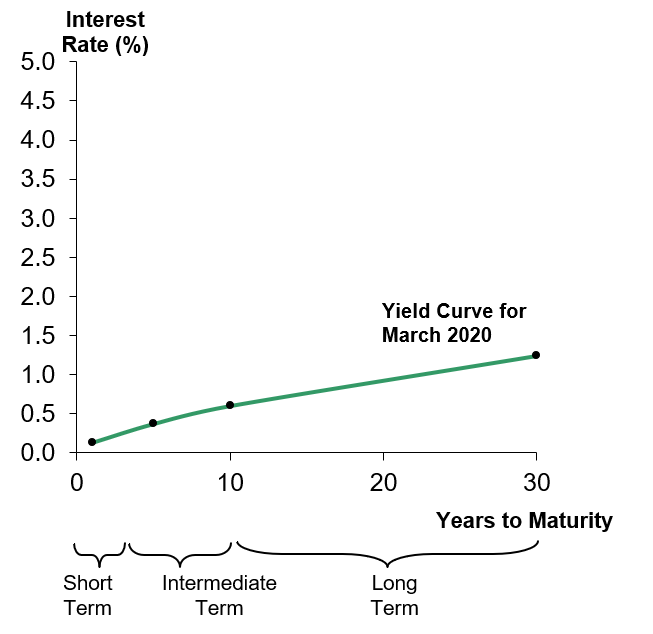 Interest
Rate (%)
5.0
4.5
4.0
3.5
3.0
2.5
2.0
1.5
1.0
0.5
0.0
Yield Curve for
March 2020
0 10 20 30
Years to Maturity
Short Intermediate Long
Term Term Term